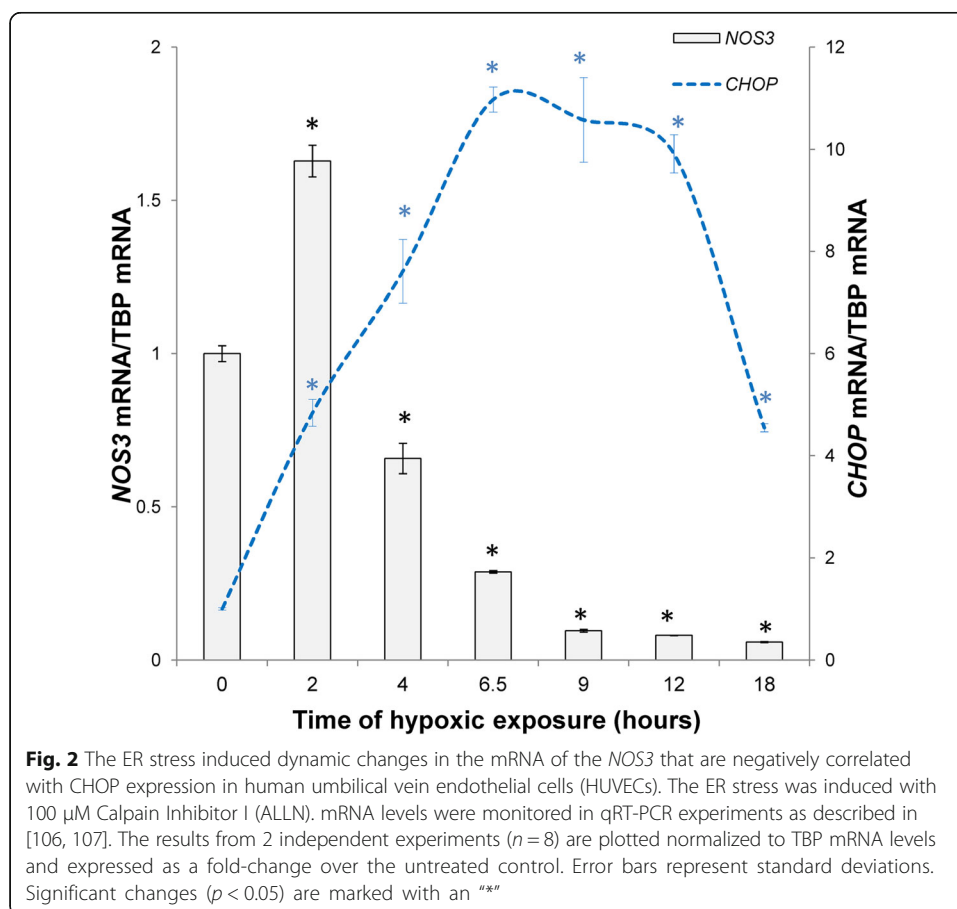 NOS3
CHOP
NOS3 mRNA/TBP mRNA
CHOP mRNA/TBP mRNA
2
1.5
1
0.5
0
12
10
8
6
4
2
0
*
*
*
*
*
*
*
*
*
*
*
*
0 2 4 6.5 9 12 18
Time of hypoxic exposure (hours)
Fig. 2 The ER stress induced dynamic changes in the mRNA of the NOS3 that are negatively correlated
with CHOP expression in human umbilical vein endothelial cells (HUVECs). The ER stress was induced with
100 μM Calpain Inhibitor I (ALLN). mRNA levels were monitored in qRT-PCR experiments as described in
[106, 107]. The results from 2 independent experiments (n = 8) are plotted normalized to TBP mRNA levels
and expressed as a fold-change over the untreated control. Error bars represent standard deviations.
Significant changes (p < 0.05) are marked with an “*”